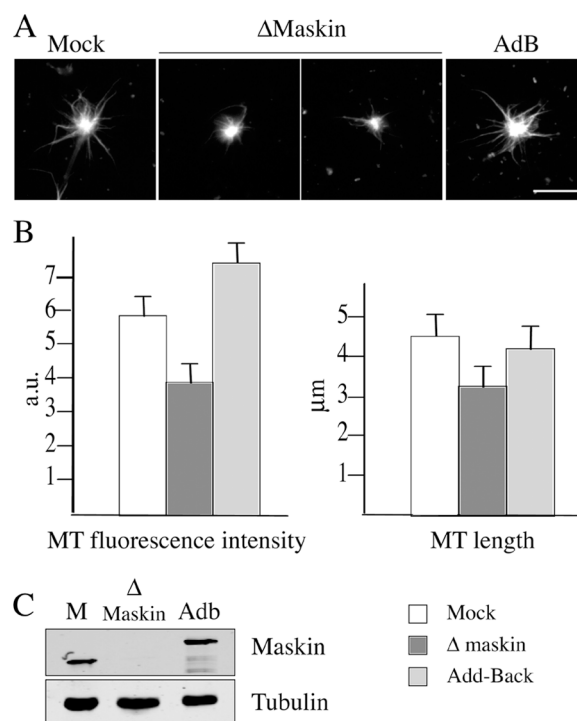 A
Mock
ΔMaskin
AdB
B
7
6
5
4
3
2
1
a.u.
MT fluorescence intensity
5
4
3
2
1
μm
MT length
C
M
Δ
Maskin
Adb
Maskin
Tubulin
Mock
Δ maskin
Add-Back